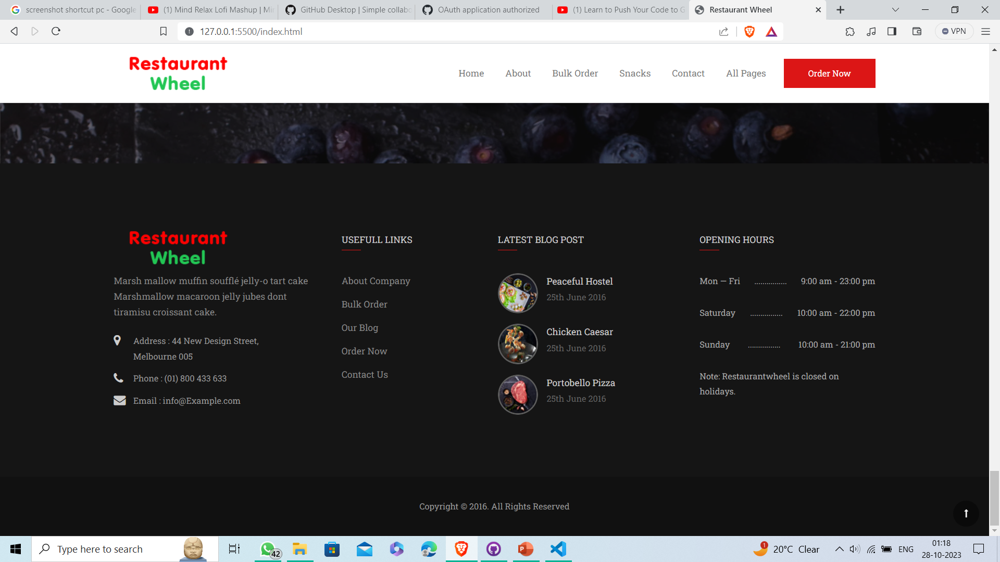 screenshot shortcut pc - Google
(1) Mind Relax Lofi Mashup | Mi
GitHub Desktop | Simple collabo
OAuth application authorized
(1) Learn to Push Your Code to G
Restaurant Wheel
127.0.0.1:5500/index.html
VPN
Restaurant
Wheel
Home
About
Bulk Order
Snacks
Contact
All Pages
Order Now
Restaurant
Wheel
Marsh mallow muffin soufflé jelly-o tart cake
Marshmallow macaroon jelly jubes dont
tiramisu croissant cake.
Address : 44 New Design Street,
Melbourne 005
Phone : (01) 800 433 633
Email : info@Example.com
USEFULL LINKS
About Company
Bulk Order
Our Blog
Order Now
Contact Us
LATEST BLOG POST
Peaceful Hostel
25th June 2016
Chicken Caesar
25th June 2016
Portobello Pizza
25th June 2016
OPENING HOURS
Mon — Fri ................ 9:00 am - 23:00 pm
Saturday ................ 10:00 am - 22:00 pm
Sunday ................ 10:00 am - 21:00 pm
Note: Restaurantwheel is closed on
holidays.
Copyright © 2016. All Rights Reserved
Type here to search
42
1
20°C Clear
ENG
01:18
28-10-2023